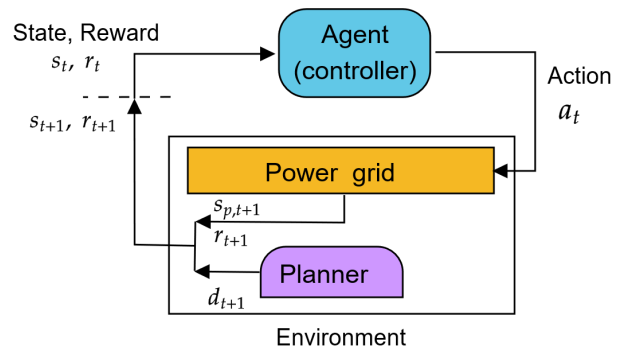 State, Reward
s_t, r_t
Agent
(controller)
Action
a_t
s_{t+1}, r_{t+1}
Power grid
s_{p,t+1}
r_{t+1}
Planner
d_{t+1}
Environment